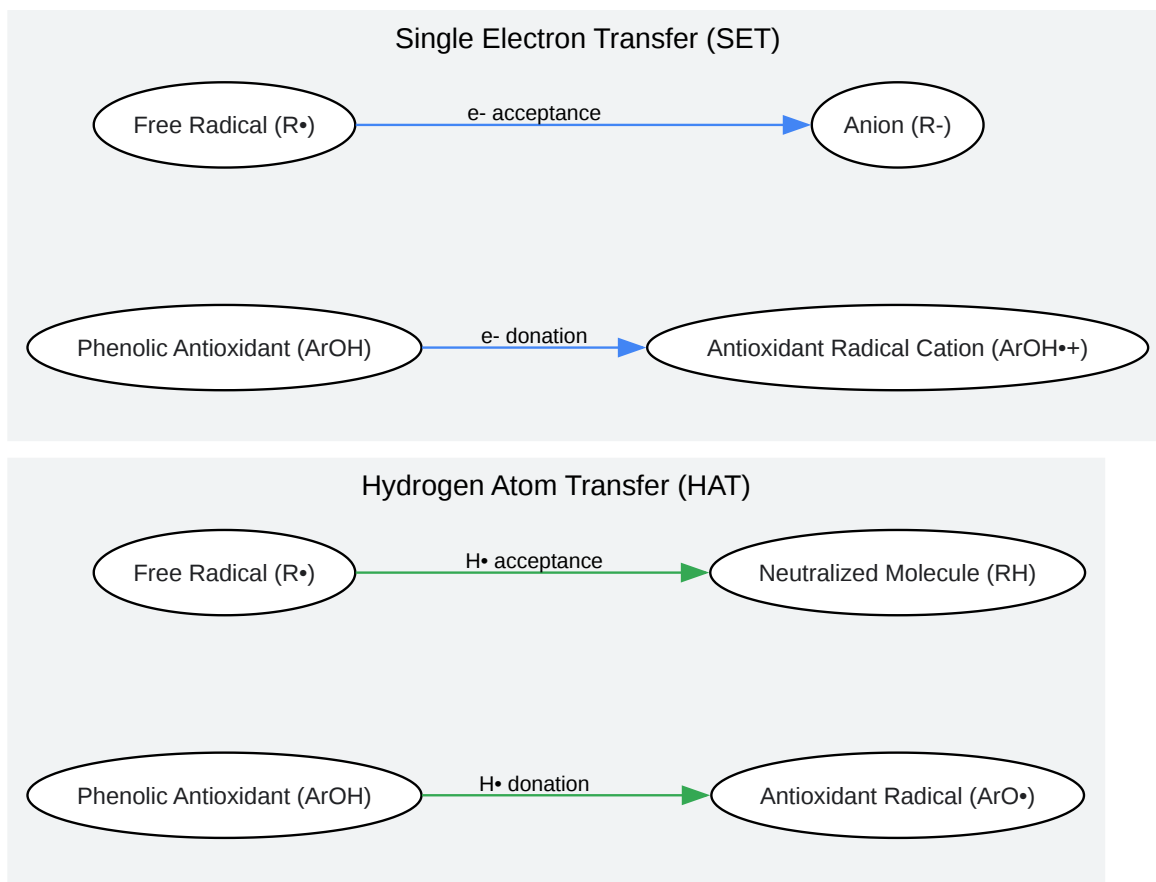 Single Electron Transfer (SET)
Free Radical (R•)
e- acceptance
Anion (R-)
Phenolic Antioxidant (ArOH)
e- donation
Antioxidant Radical Cation (ArOH•+)
Hydrogen Atom Transfer (HAT)
Free Radical (R•)
H• acceptance
Neutralized Molecule (RH)
Phenolic Antioxidant (ArOH)
H• donation
Antioxidant Radical (ArO•)